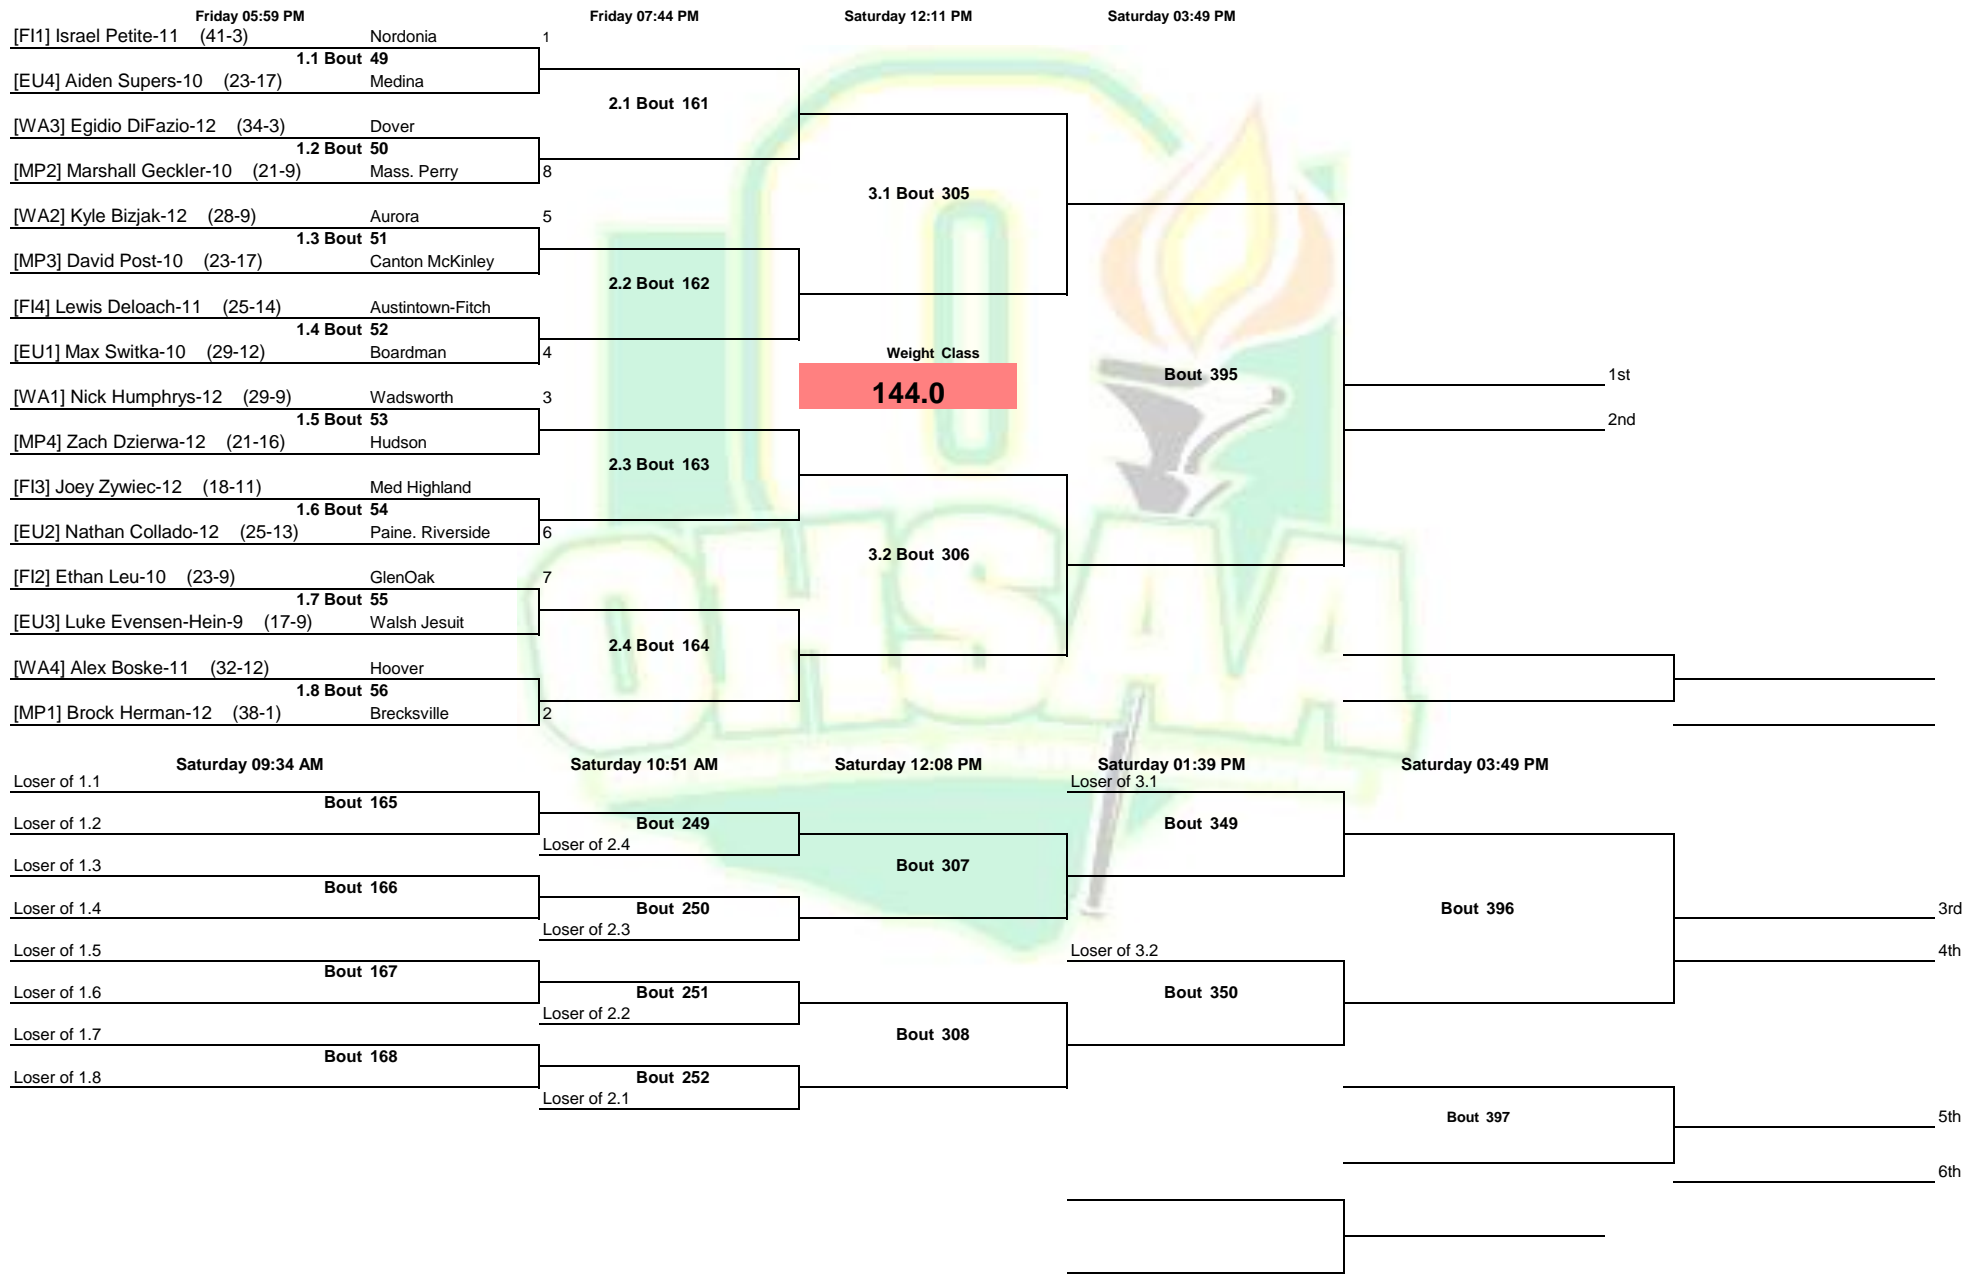 Friday 05:59 PM Friday 07:44 PM Saturday 12:11 PM Saturday 03:49 PM
[FI1] Israel Petite-11 (41-3) Nordonia 1
1.1 Bout 49
[EU4] Aiden Supers-10 (23-17) Medina
2.1 Bout 161
[WA3] Egidio DiFazio-12 (34-3) Dover
1.2 Bout 50
[MP2] Marshall Geckler-10 (21-9) Mass. Perry 8
3.1 Bout 305
[WA2] Kyle Bizjak-12 (28-9) Aurora 5
1.3 Bout 51
[MP3] David Post-10 (23-17) Canton McKinley
2.2 Bout 162
[FI4] Lewis Deloach-11 (25-14) Austintown-Fitch
1.4 Bout 52
[EU1] Max Switka-10 (29-12) Boardman 4
Weight Class
Bout 395 1st
144.0
[WA1] Nick Humphrys-12 (29-9) Wadsworth 3
1.5 Bout 53 2nd
[MP4] Zach Dzierwa-12 (21-16) Hudson
2.3 Bout 163
[FI3] Joey Zywiec-12 (18-11) Med Highland
1.6 Bout 54
[EU2] Nathan Collado-12 (25-13) Paine. Riverside 6
3.2 Bout 306
[FI2] Ethan Leu-10 (23-9) GlenOak 7
1.7 Bout 55
[EU3] Luke Evensen-Hein-9 (17-9) Walsh Jesuit
2.4 Bout 164
[WA4] Alex Boske-11 (32-12) Hoover
1.8 Bout 56
[MP1] Brock Herman-12 (38-1) Brecksville 2
OHSAA
Saturday 09:34 AM Saturday 10:51 AM Saturday 12:08 PM Saturday 01:39 PM Saturday 03:49 PM
Loser of 1.1 Loser of 3.1
Bout 165
Loser of 1.2 Bout 249 Bout 349
Loser of 2.4
Loser of 1.3 Bout 307
Bout 166
Loser of 1.4 Bout 250 Bout 396 3rd
Loser of 2.3
Loser of 1.5 Loser of 3.2 4th
Bout 167
Loser of 1.6 Bout 251 Bout 350
Loser of 2.2
Loser of 1.7 Bout 308
Bout 168
Loser of 1.8 Bout 252
Loser of 2.1
Bout 397 5th
6th